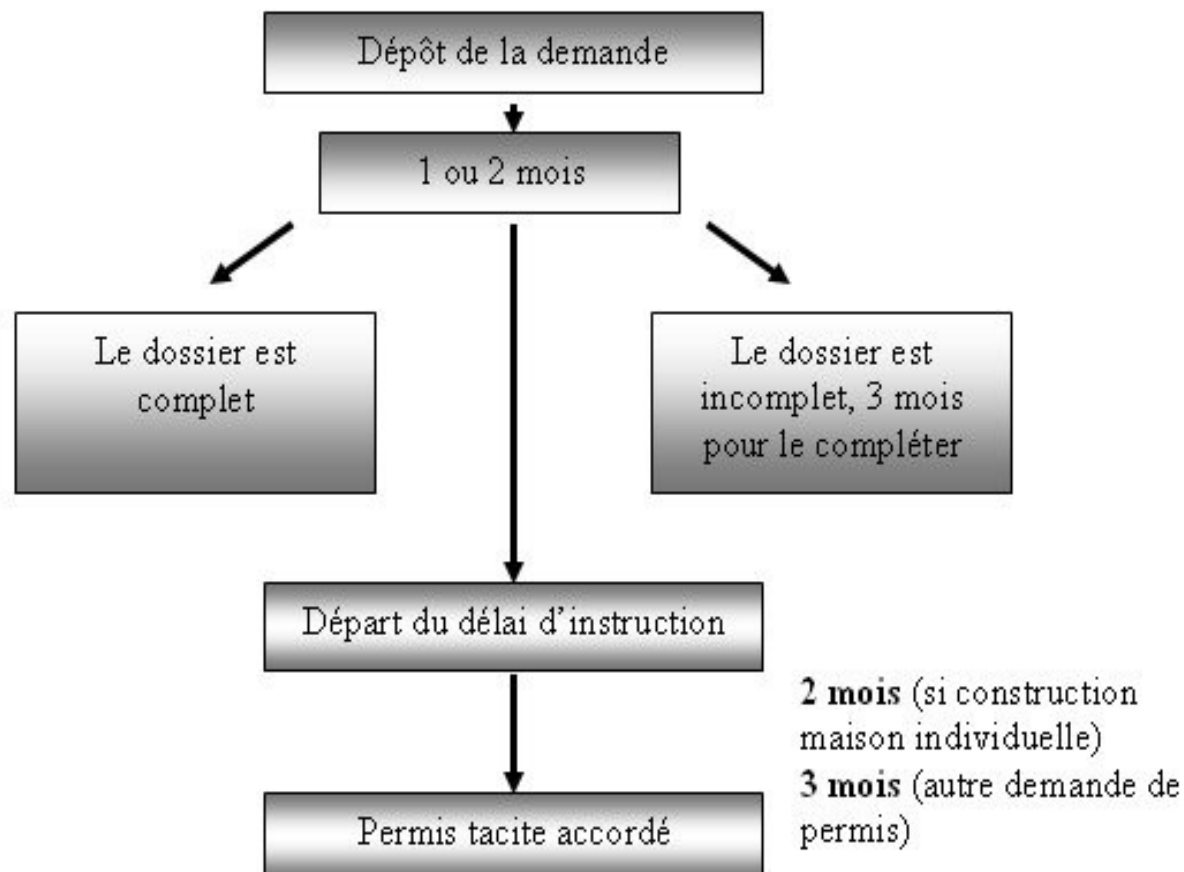 Dépôt de la demande
1 ou 2 mois
Le dossier est
complet
Le dossier est
incomplet, 3 mois
pour le compléter
Départ du délai d'instruction
2 mois (si construction
maison individuelle)
3 mois (autre demande de
permis)
Permis tacite accordé